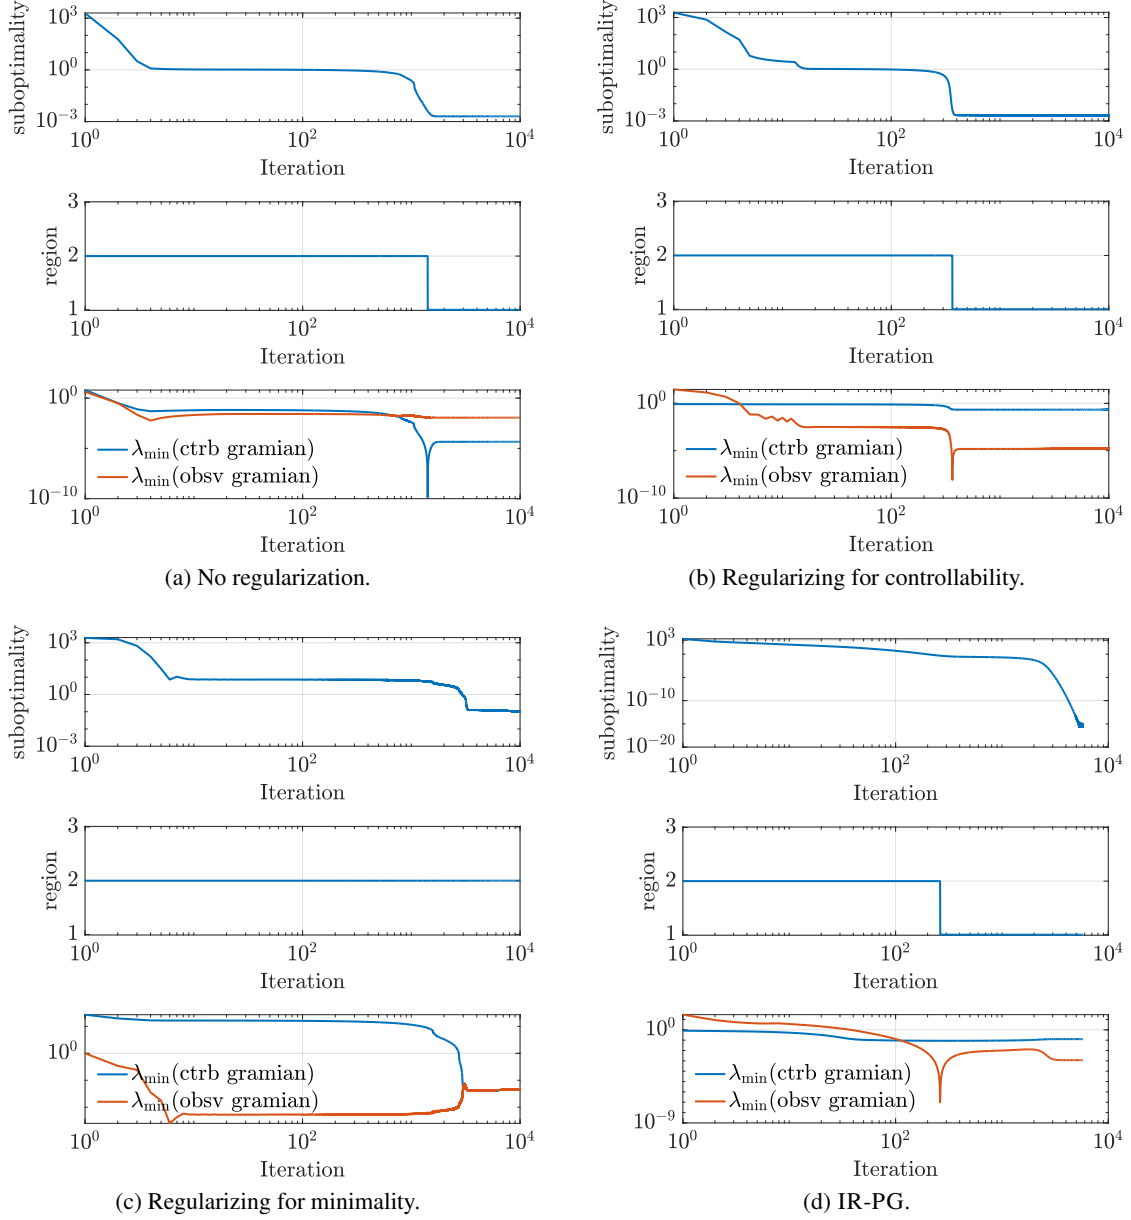 suboptimality
10^3
10^0
10^-3
10^0
10^2
10^4
Iteration
region
3
2
1
10^0
10^2
10^4
Iteration
10^0
10^-10
λ_min(ctrb gramian)
λ_min(obsv gramian)
10^0
10^2
10^4
Iteration
(a) No regularization.
suboptimality
10^3
10^0
10^-3
10^0
10^2
10^4
Iteration
region
3
2
1
10^0
10^2
10^4
Iteration
10^0
10^-10
λ_min(ctrb gramian)
λ_min(obsv gramian)
10^0
10^2
10^4
Iteration
(b) Regularizing for controllability.
suboptimality
10^3
10^0
10^-3
10^0
10^2
10^4
Iteration
region
3
2
1
10^0
10^2
10^4
Iteration
10^0
λ_min(ctrb gramian)
λ_min(obsv gramian)
10^0
10^2
10^4
Iteration
(c) Regularizing for minimality.
suboptimality
10^3
10^-10
10^-20
10^0
10^2
10^4
Iteration
region
3
2
1
10^0
10^2
10^4
Iteration
10^0
10^-9
λ_min(ctrb gramian)
λ_min(obsv gramian)
10^0
10^2
10^4
Iteration
(d) IR-PG.